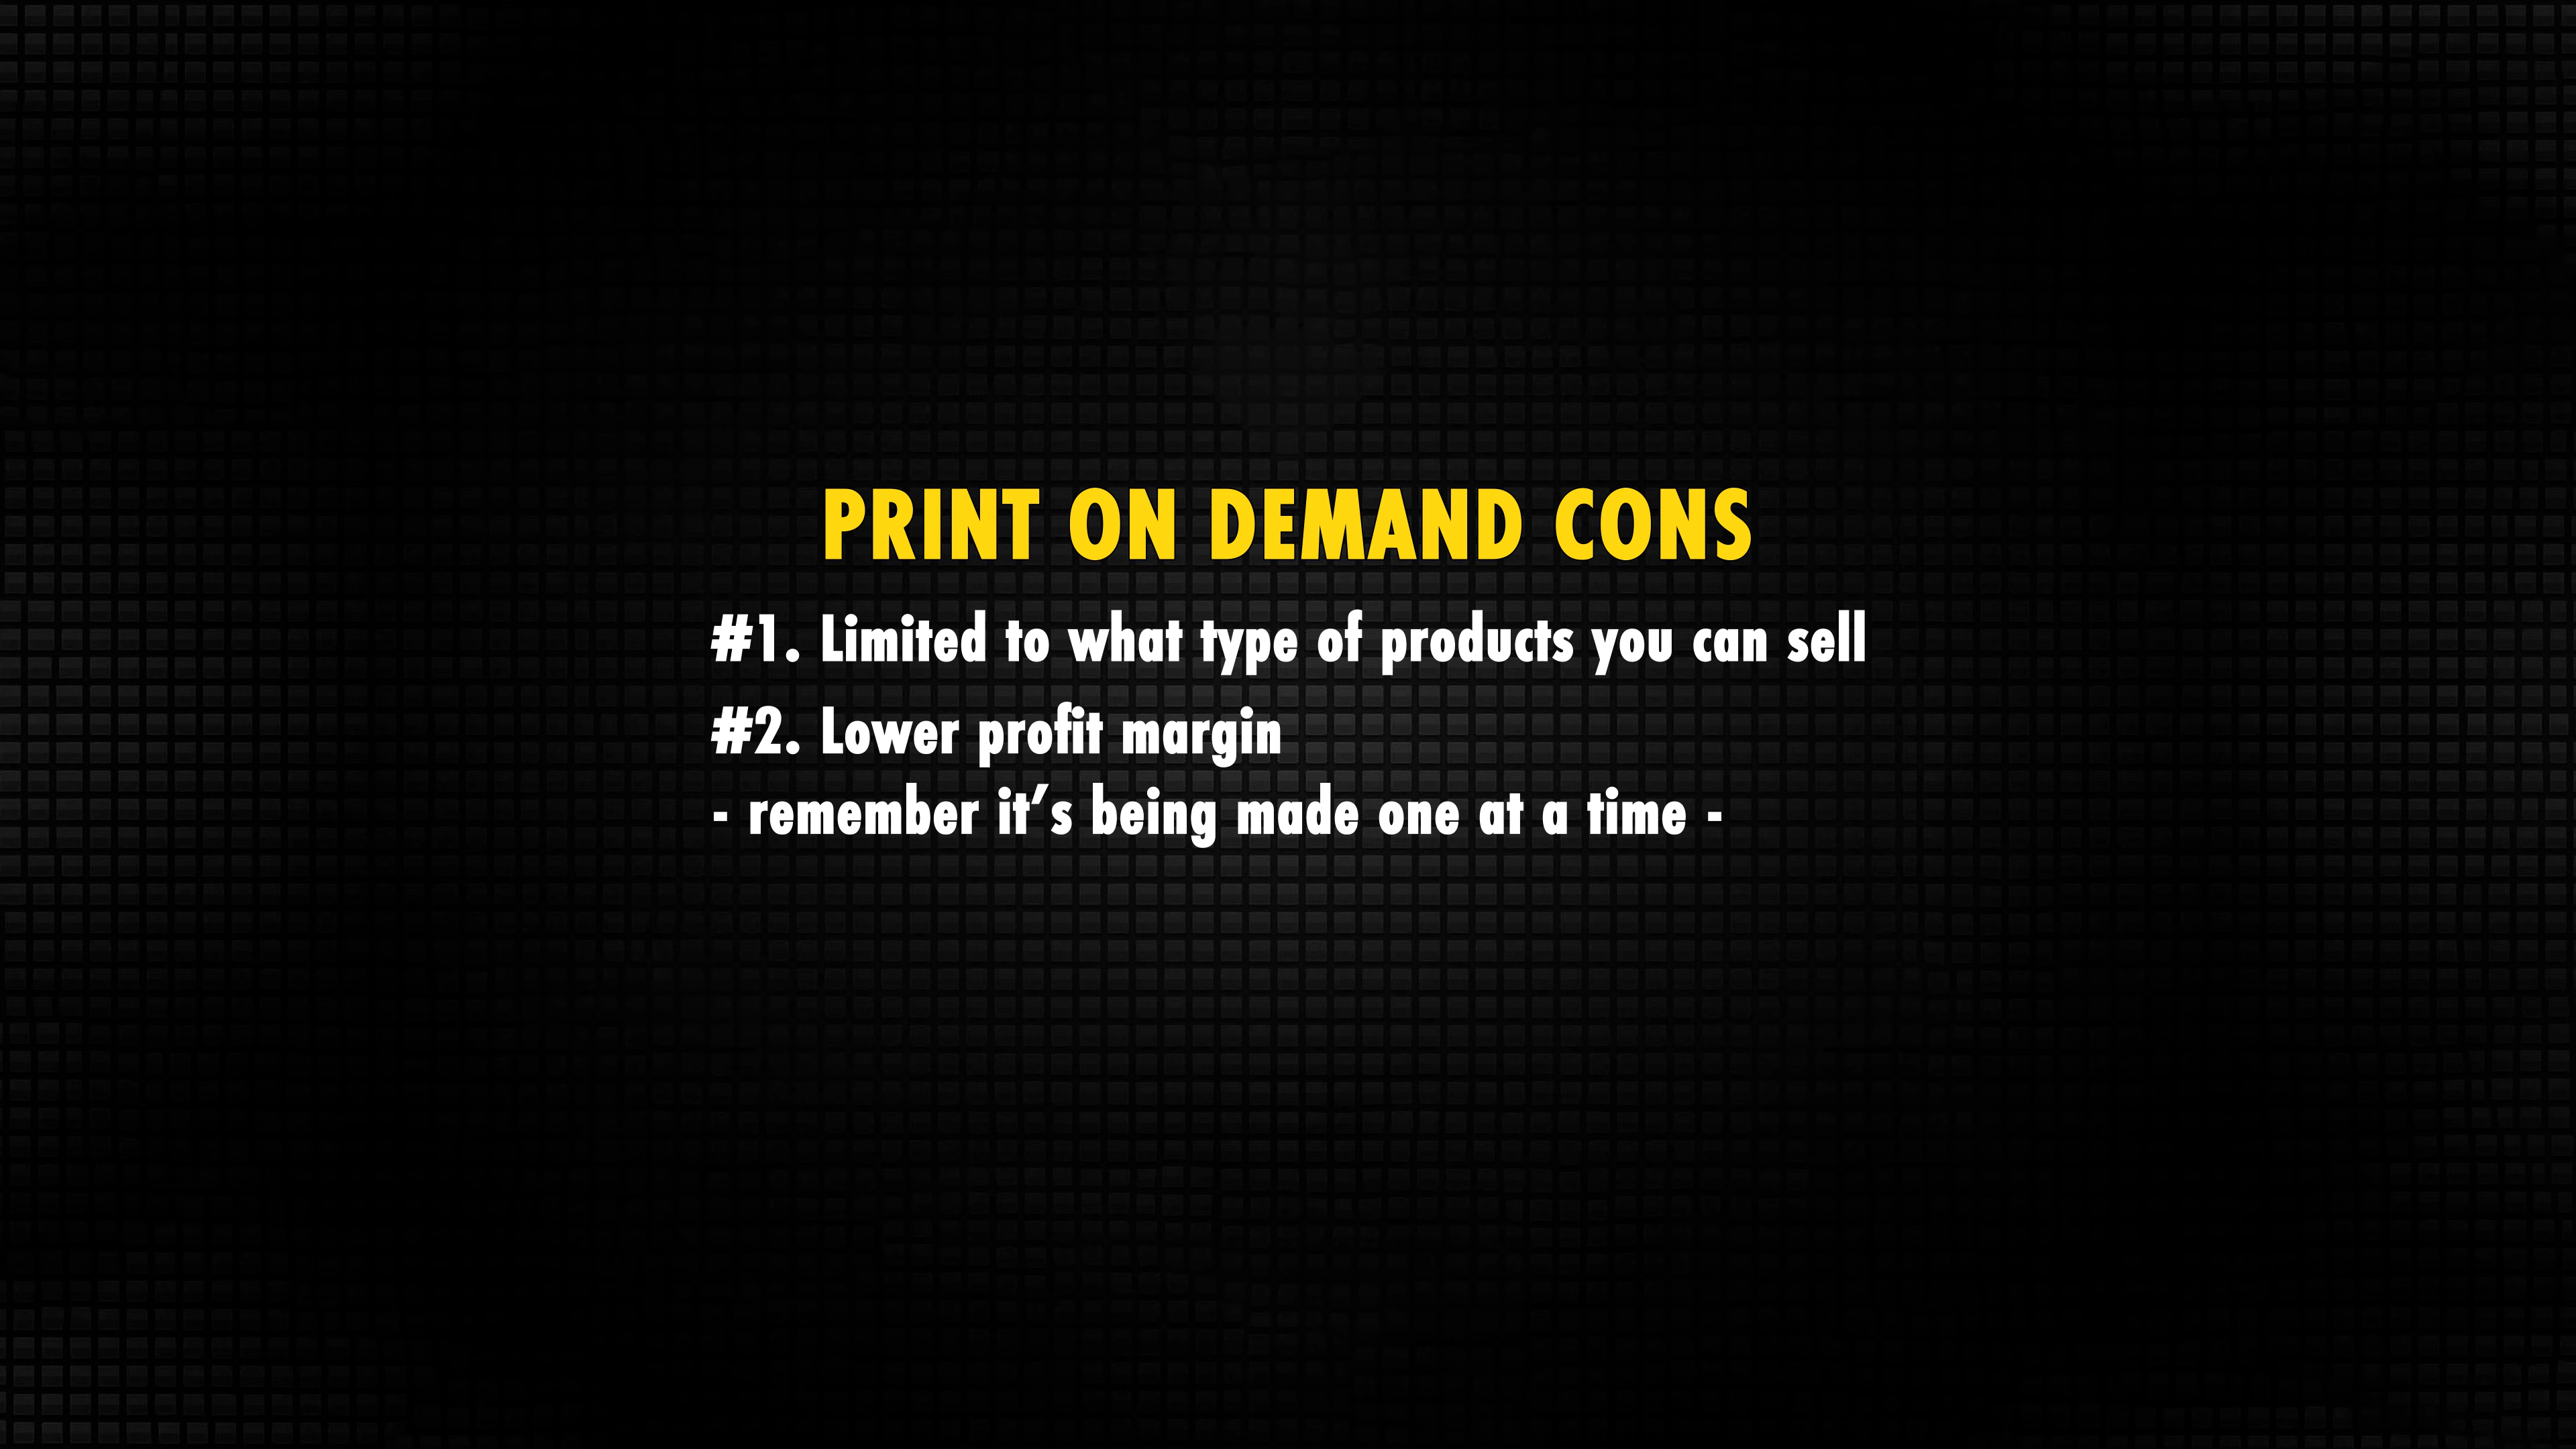 PRINT ON DEMAND CONS
#1. Limited to what type of products you can sell
#2. Lower profit margin
- remember it’s being made one at a time -